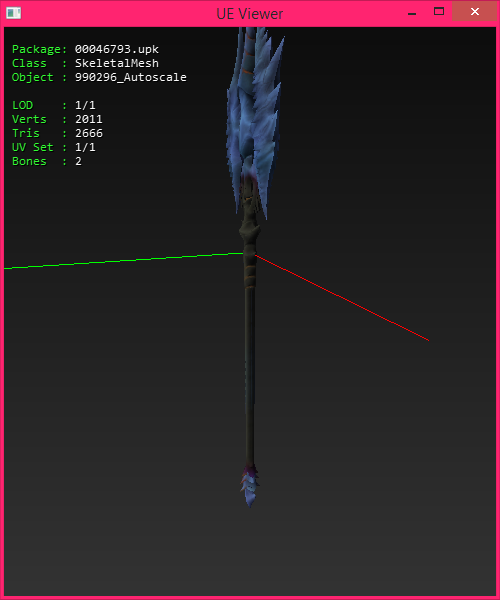 UE Viewer
Package: 00046793.upk
Class  : SkeletalMesh
Object : 990296_Autoscale
LOD    : 1/1
Verts  : 2011
Tris   : 2666
UV Set : 1/1
Bones  : 2